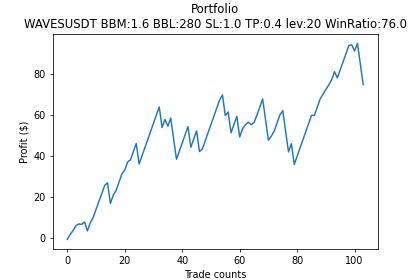 Portfolio
WAVESUSDT BBM:1.6 BBL:280 SL:1.0 TP:0.4 lev:20 WinRatio:76.0
80
60
40
20
0
Profit ($)
0 20 40 60 80 100
Trade counts